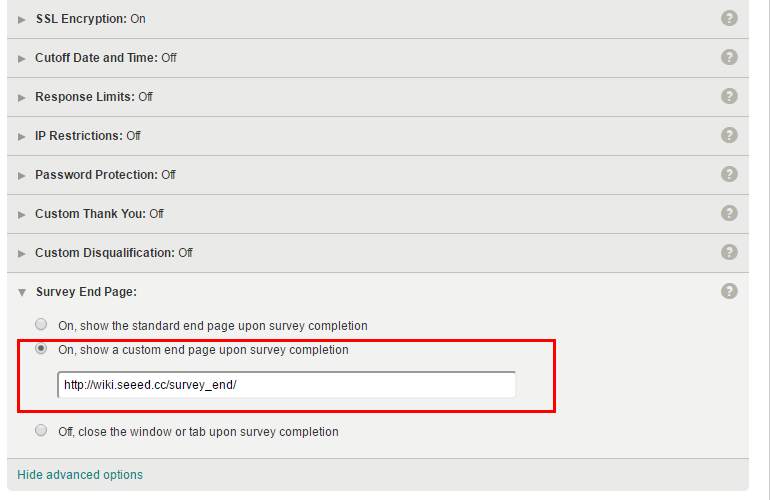 SSL Encryption: On
?
Cutoff Date and Time: Off
?
Response Limits: Off
?
IP Restrictions: Off
?
Password Protection: Off
?
Custom Thank You: Off
?
Custom Disqualification: Off
?
Survey End Page:
?
On, show the standard end page upon survey completion
On, show a custom end page upon survey completion
http://wiki.seeed.cc/survey_end/
Off, close the window or tab upon survey completion
Hide advanced options